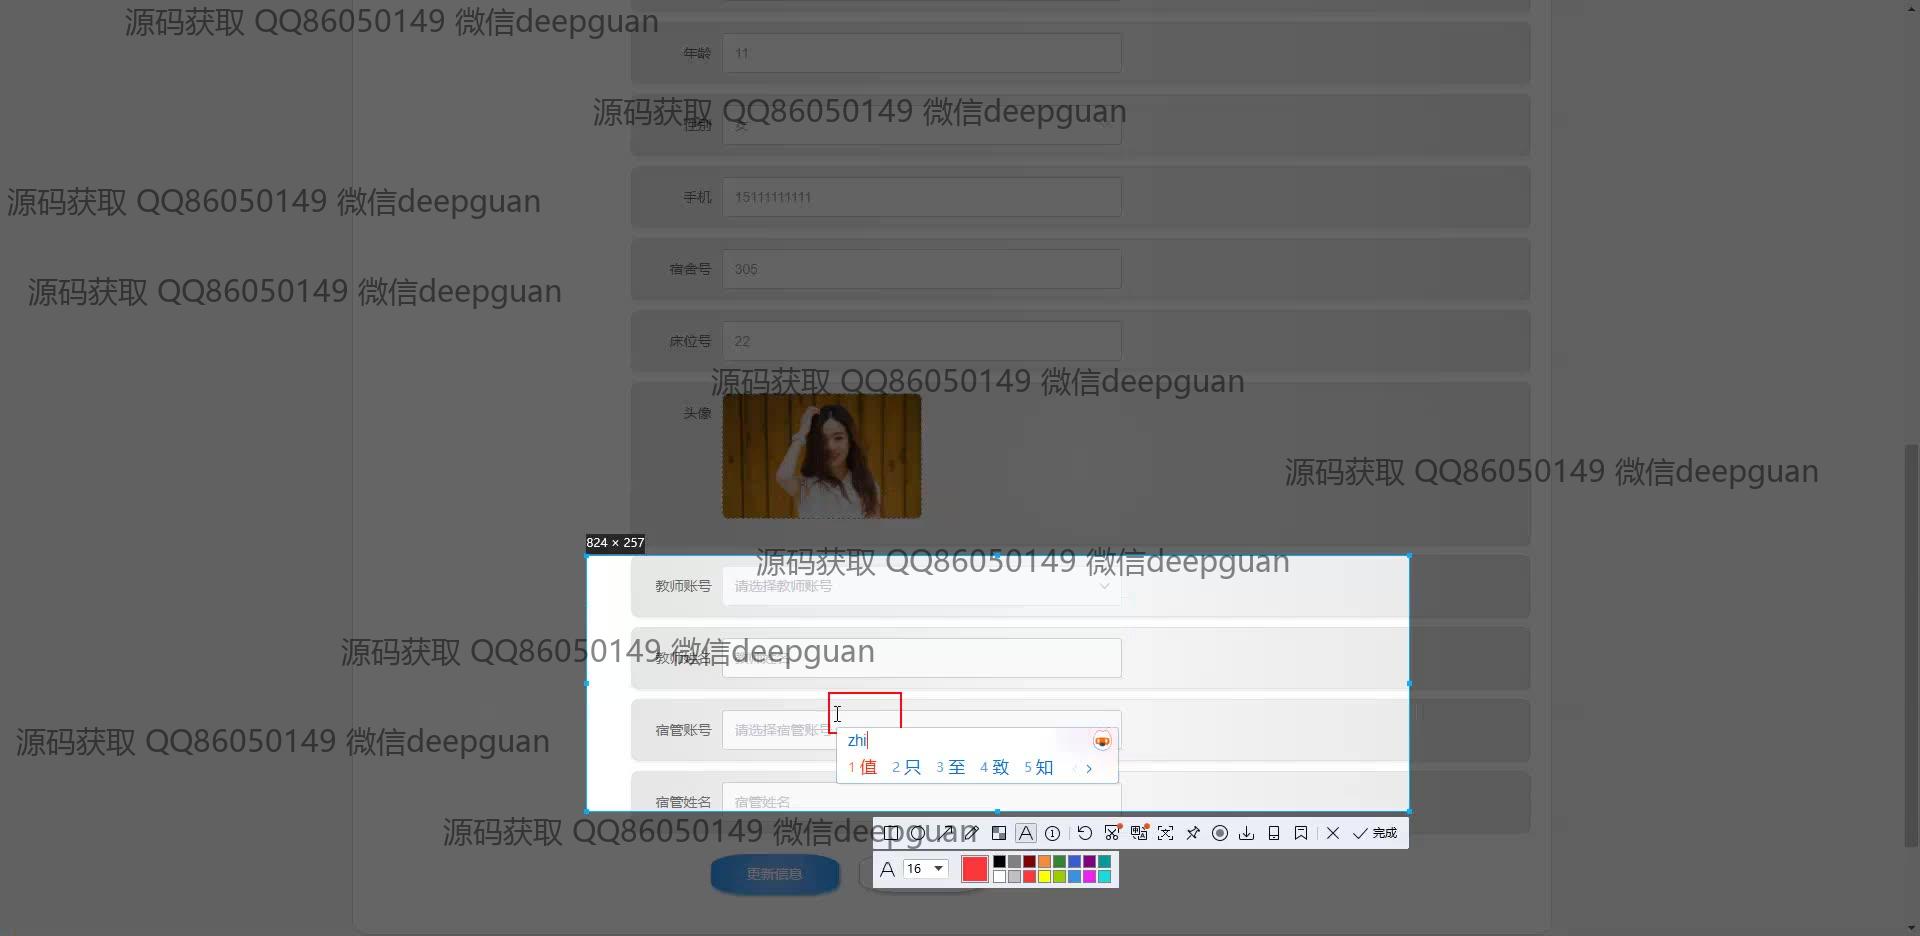 源码获取 QQ86050149 微信deepguan
年龄 11
源码获取 QQ86050149 微信deepguan
性别 女
手机 15111111111
源码获取 QQ86050149 微信deepguan
宿舍号 305
源码获取 QQ86050149 微信deepguan
床位号 22
源码获取 QQ86050149 微信deepguan
头像
源码获取 QQ86050149 微信deepguan
824 × 257
源码获取 QQ86050149 微信deepguan
教师账号 请选择教师账号
源码获取 QQ86050149 微信deepguan
教师姓名 教师姓名
宿管账号 请选择宿管账号
源码获取 QQ86050149 微信deepguan
zhi
1 值 2 只 3 至 4 致 5 知
宿管姓名 宿管姓名
源码获取 QQ86050149 微信deepguan
完成
更新信息
A 16